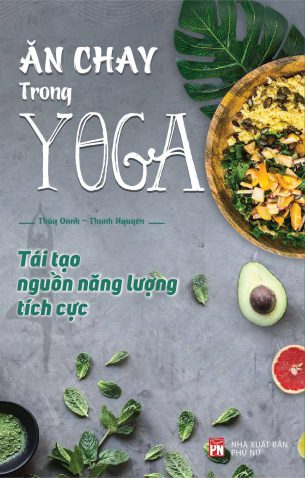 ĂN CHAY
Trong
YOGA
Thùy Oanh – Thanh Nguyên
Tái tạo
nguồn năng lượng
tích cực
PN
NHÀ XUẤT BẢN
PHỤ NỮ